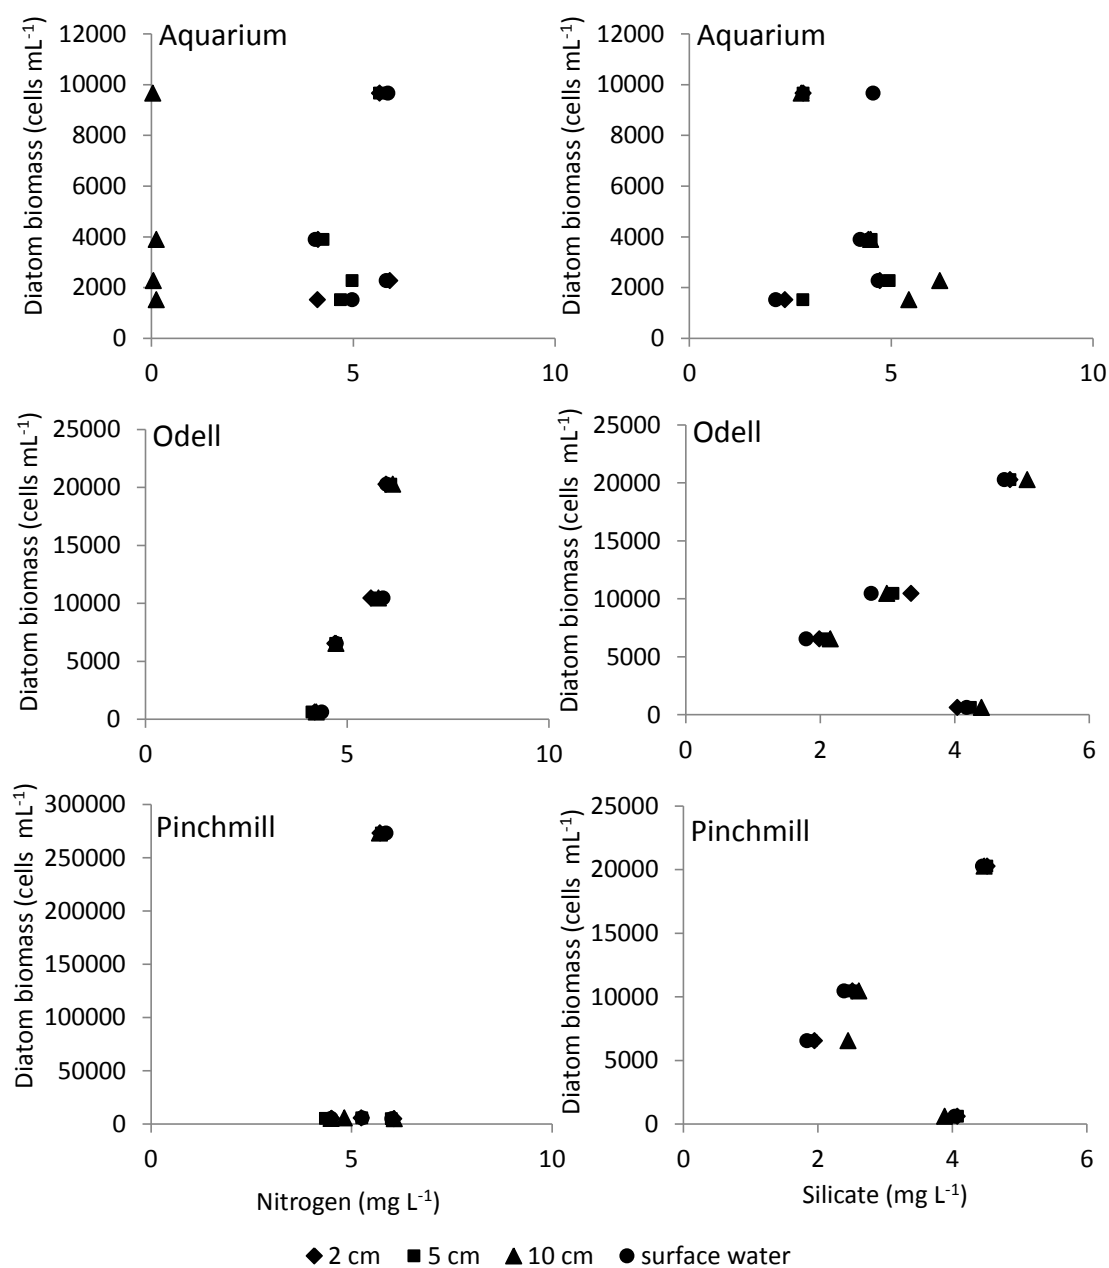 Aquarium
Diatom biomass (cells mL-1)
12000
10000
8000
6000
4000
2000
0
0 5 10
Aquarium
Diatom biomass (cells mL-1)
12000
10000
8000
6000
4000
2000
0
0 5 10
Odell
Diatom biomass (cells mL-1)
25000
20000
15000
10000
5000
0
0 5 10
Odell
Diatom biomass (cells mL-1)
25000
20000
15000
10000
5000
0
0 2 4 6
Pinchmill
Diatom biomass (cells mL-1)
300000
250000
200000
150000
100000
50000
0
0 5 10
Nitrogen (mg L-1)
Pinchmill
Diatom biomass (cells mL-1)
25000
20000
15000
10000
5000
0
0 2 4 6
Silicate (mg L-1)
2 cm 5 cm 10 cm surface water